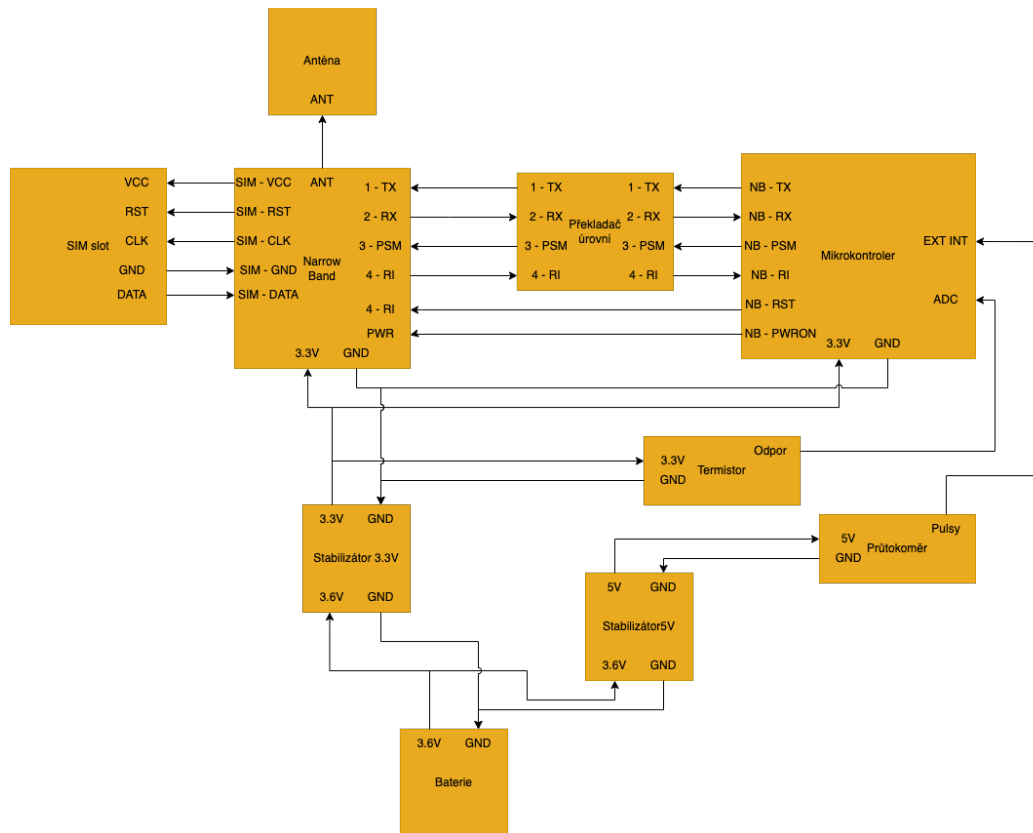 Anténa
ANT
SIM slot
VCC
RST
CLK
GND
DATA
SIM - VCC
SIM - RST
SIM - CLK
SIM - GND
SIM - DATA
ANT
Narrow
Band
1 - TX
2 - RX
3 - PSM
4 - RI
4 - RI
PWR
3.3V
GND
1 - TX
2 - RX
3 - PSM
4 - RI
Překladač
úrovní
1 - TX
2 - RX
3 - PSM
4 - RI
NB - TX
NB - RX
NB - PSM
NB - RI
NB - RST
NB - PWRON
Mikrokontroler
EXT INT
ADC
3.3V
GND
Odpor
3.3V
Termistor
GND
Pulsy
5V
Průtokoměr
GND
3.3V
GND
Stabilizátor 3.3V
3.6V
GND
5V
GND
Stabilizátor5V
3.6V
GND
3.6V
GND
Baterie